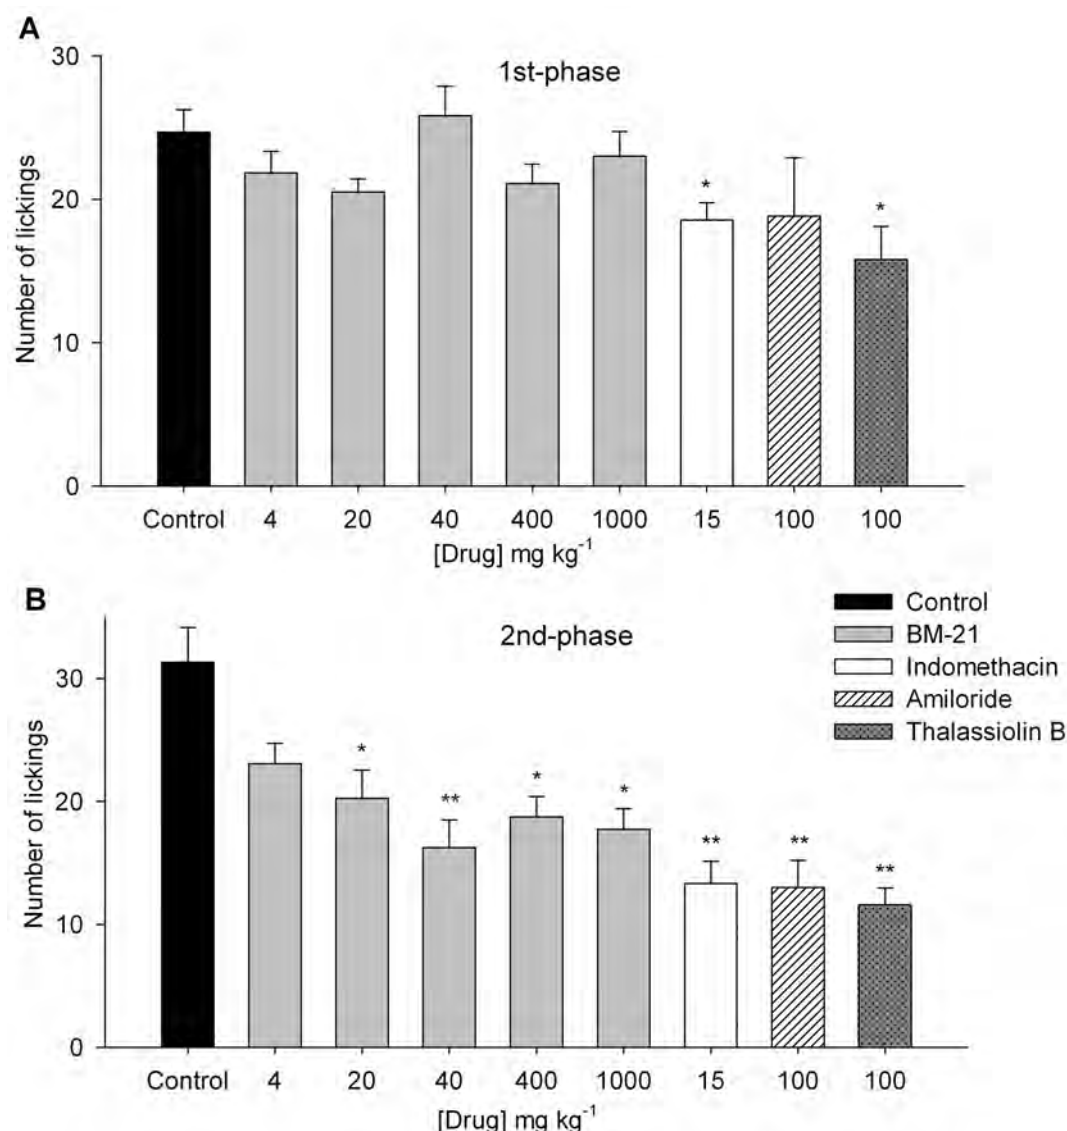 A
1st-phase
30
20
10
0
Number of lickings
*
*
Control 4 20 40 400 1000 15 100 100
[Drug] mg kg⁻¹
B
2nd-phase
Control
BM-21
Indomethacin
Amiloride
Thalassiolin B
30
20
10
0
Number of lickings
* ** * * ** ** **
Control 4 20 40 400 1000 15 100 100
[Drug] mg kg⁻¹